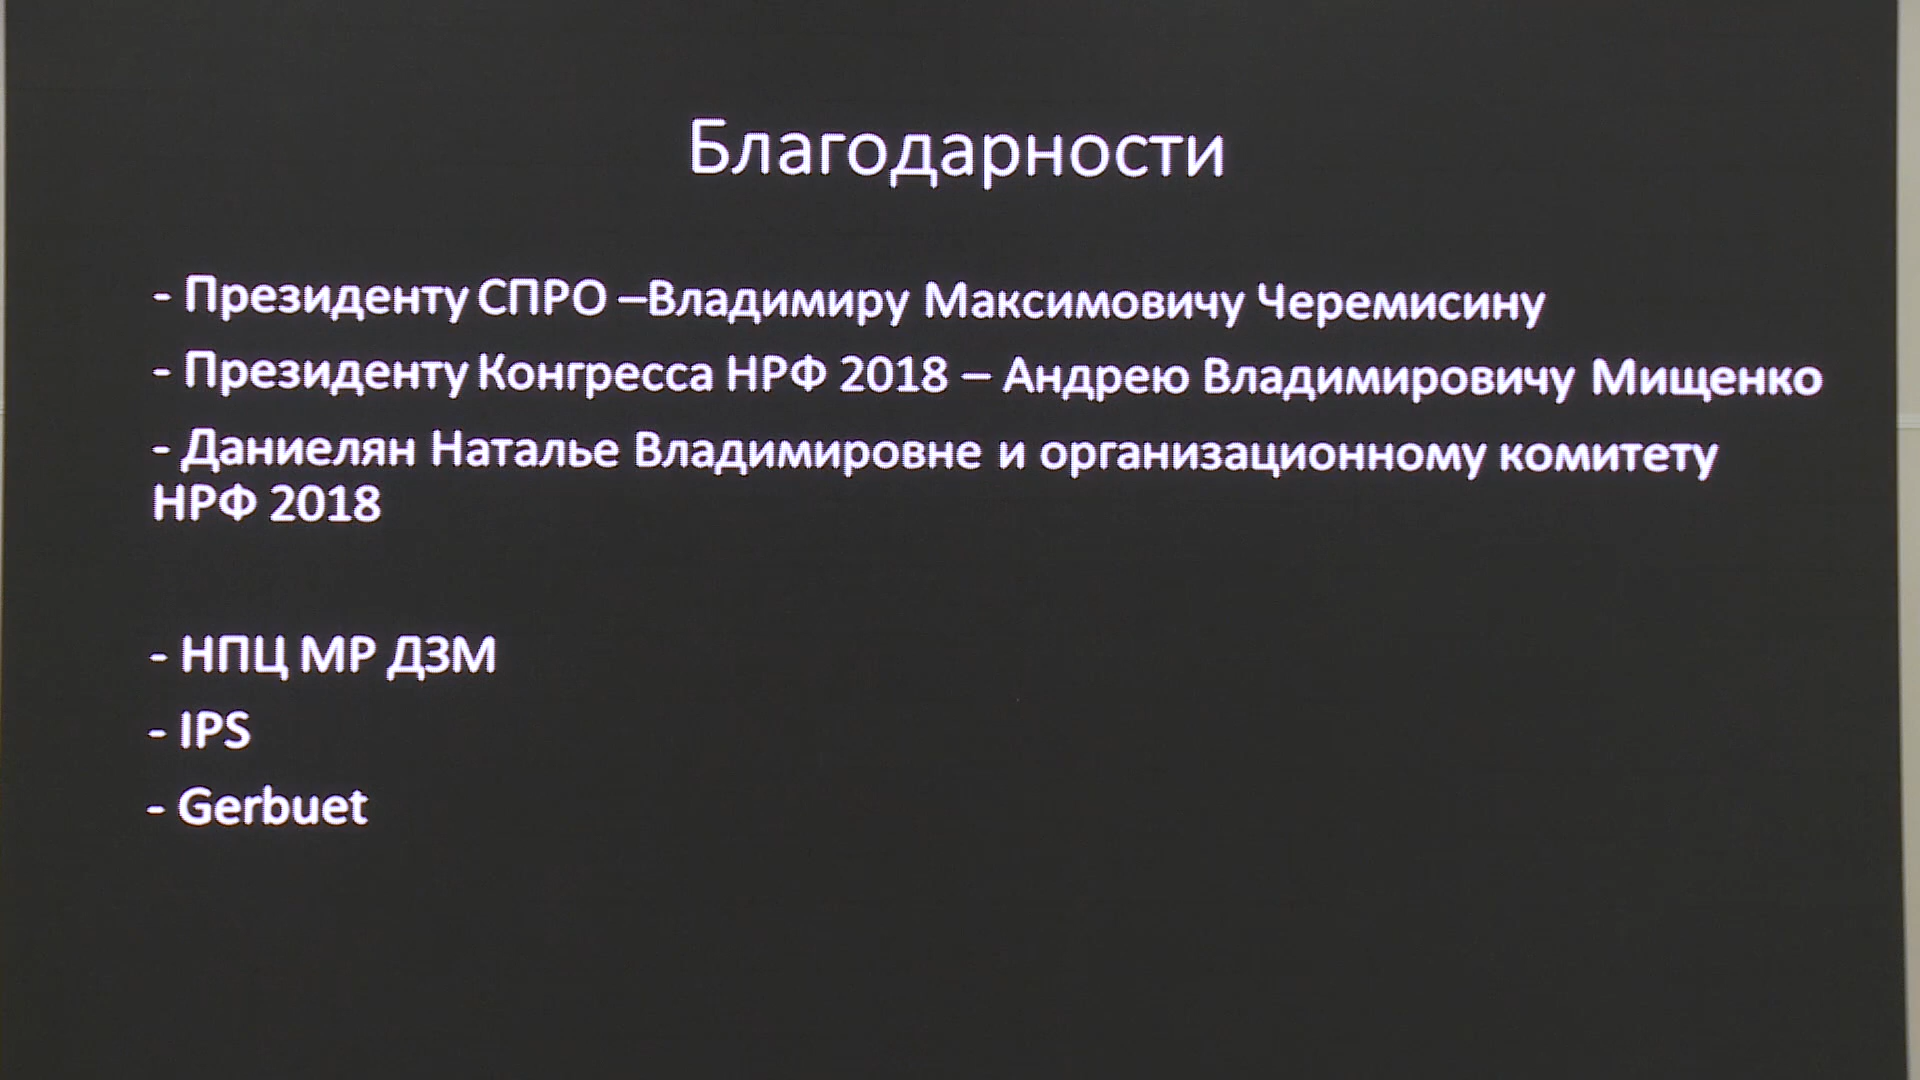 Благодарности
- Президенту СПРО –Владимиру Максимовичу Черемисину
- Президенту Конгресса НРФ 2018 – Андрею Владимировичу Мищенко
- Даниелян Наталье Владимировне и организационному комитету
НРФ 2018
- НПЦ МР ДЗМ
- IPS
- Gerbuet